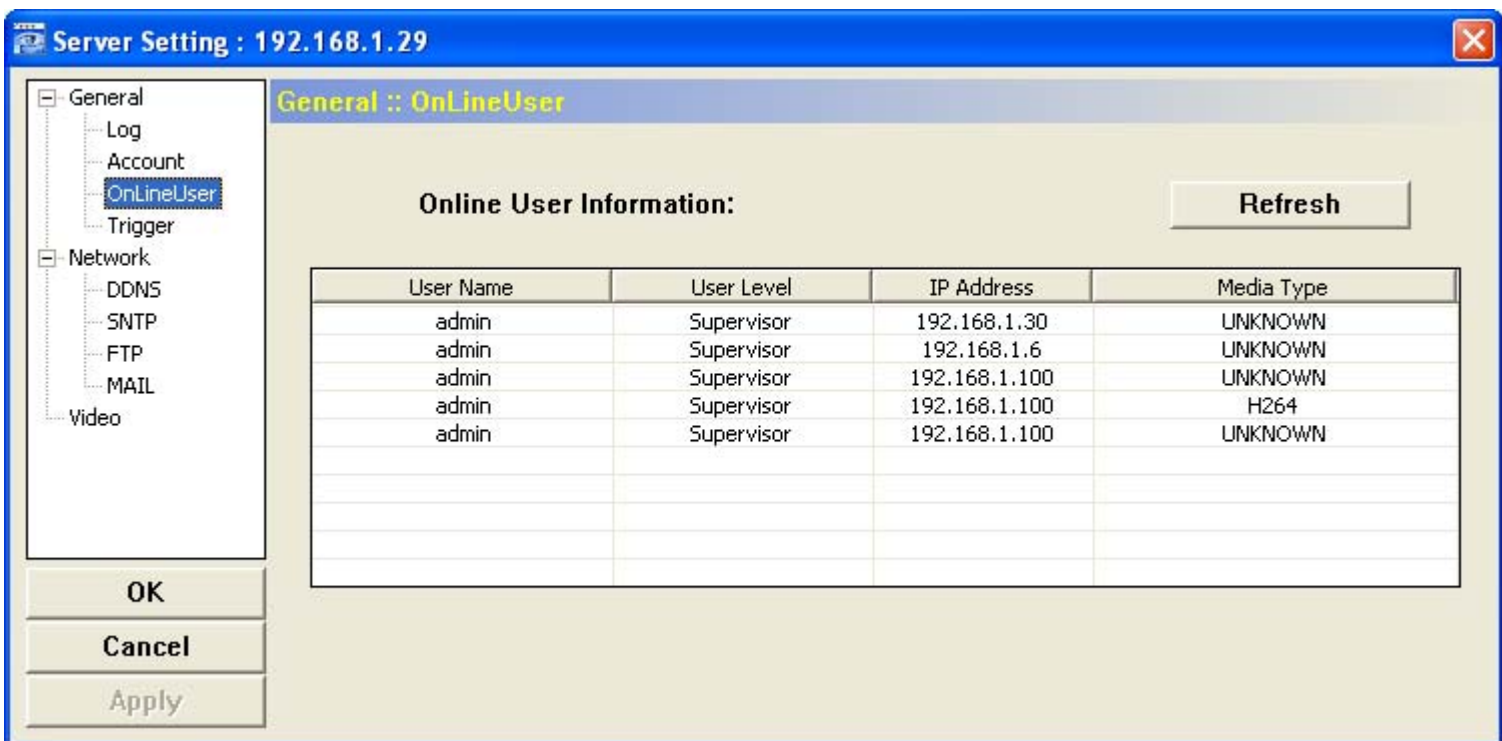 Server Setting : 192.168.1.29
General
Log
Account
OnLineUser
Trigger
Network
DDNS
SNTP
FTP
MAIL
Video
OK
Cancel
Apply
General :: OnLineUser
Online User Information:
Refresh
User Name User Level IP Address Media Type
admin Supervisor 192.168.1.30 UNKNOWN
admin Supervisor 192.168.1.6 UNKNOWN
admin Supervisor 192.168.1.100 UNKNOWN
admin Supervisor 192.168.1.100 H264
admin Supervisor 192.168.1.100 UNKNOWN